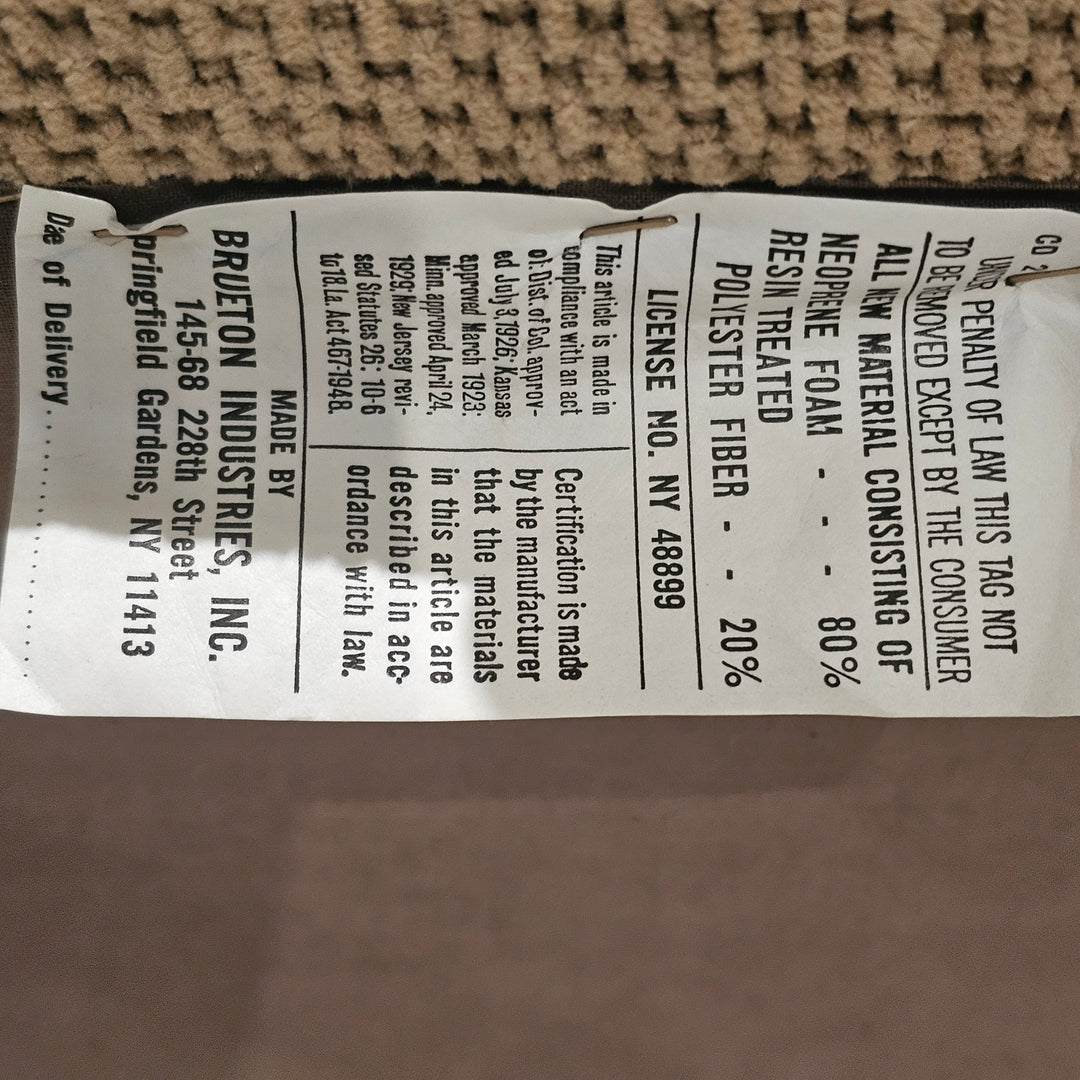 CO 2
UNDER PENALTY OF LAW THIS TAG NOT
TO BE REMOVED EXCEPT BY THE CONSUMER
ALL NEW MATERIAL CONSISTING OF
NEOPRENE FOAM - - - 80%
RESIN TREATED
POLYESTER FIBER - - 20%
LICENSE NO. NY 48899
This article is made in
compliance with an act
of: Dist. of Col. approv-
ed July 3,1926; Kansas
approved March 1923:
Minn. approved April 24,
1929; New Jersey revi-
sed Statutes 26: 10-6
to 18. La. Act 467-1948.
Certification is made
by the manufacturer
that the materials
in this article are
described in acc-
ordance with law.
MADE BY
BRUETON INDUSTRIES, INC.
145-68 228th Street
pringfield Gardens, NY 11413
Date of Delivery